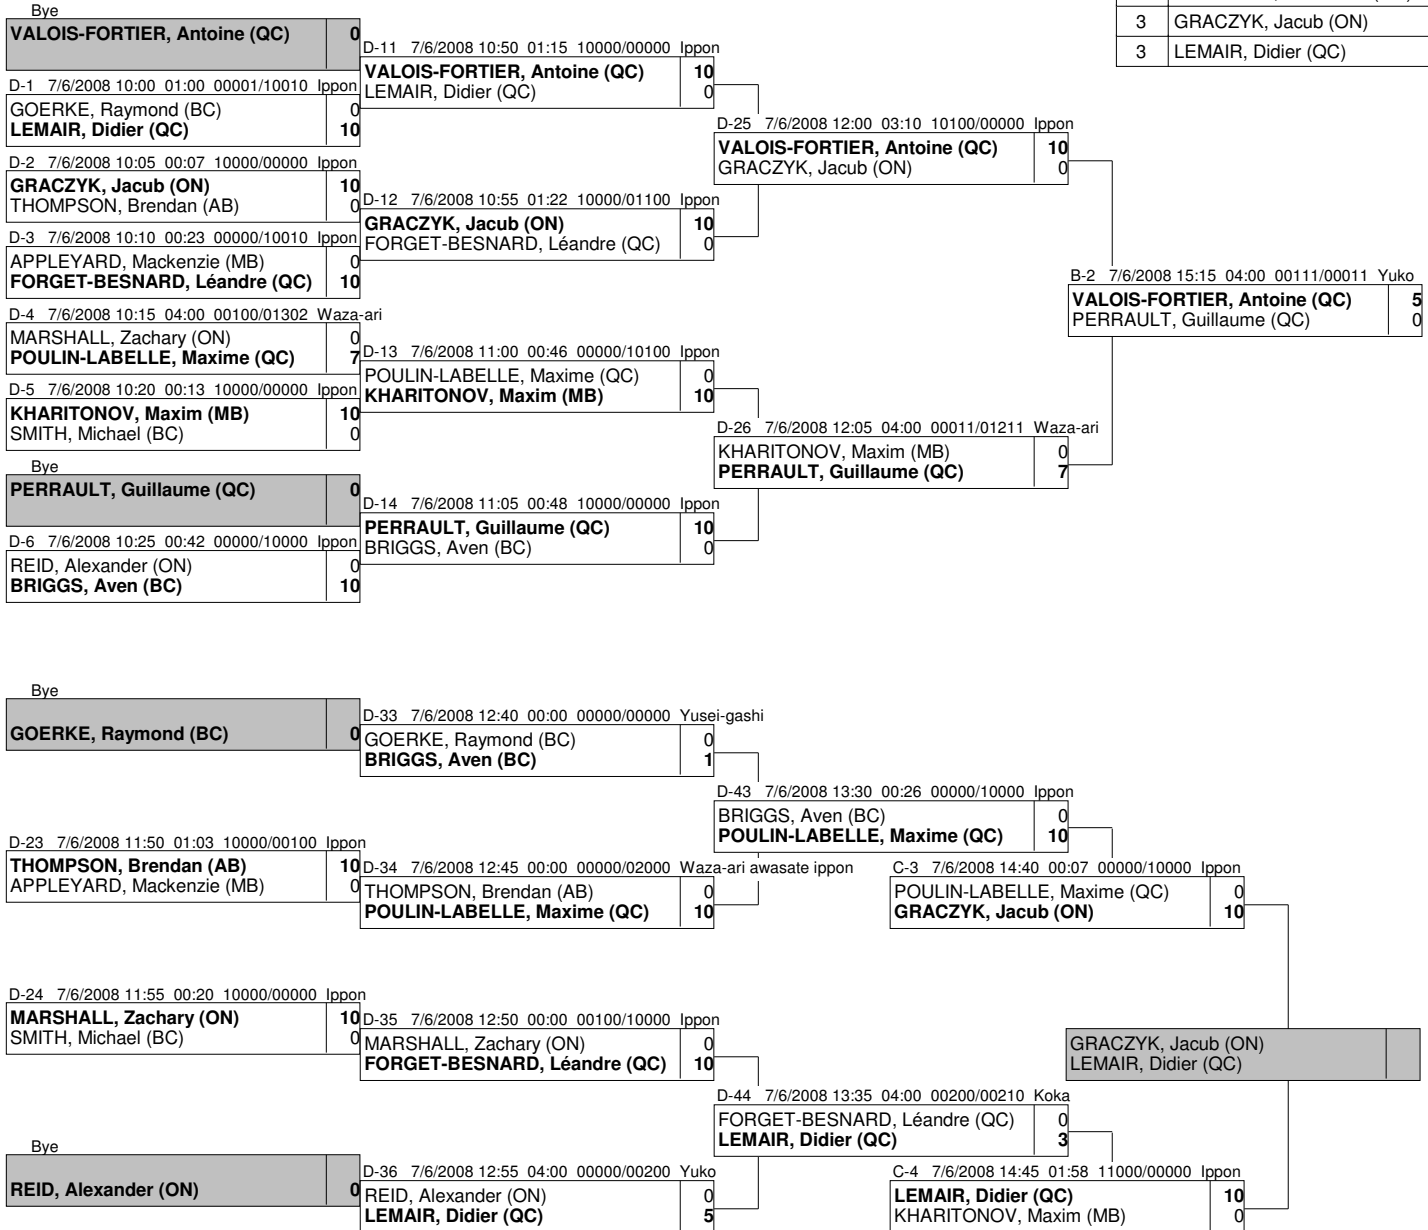 3 GRACZYK, Jacub (ON)
3 LEMAIR, Didier (QC)
Bye
VALOIS-FORTIER, Antoine (QC) 0
D-1 7/6/2008 10:00 01:00 00001/10010 Ippon
GOERKE, Raymond (BC) 0
LEMAIR, Didier (QC) 10
D-2 7/6/2008 10:05 00:07 10000/00000 Ippon
GRACZYK, Jacub (ON) 10
THOMPSON, Brendan (AB) 0
D-3 7/6/2008 10:10 00:23 00000/10010 Ippon
APPLEYARD, Mackenzie (MB) 0
FORGET-BESNARD, Léandre (QC) 10
D-4 7/6/2008 10:15 04:00 00100/01302 Waza-ari
MARSHALL, Zachary (ON) 0
POULIN-LABELLE, Maxime (QC) 7
D-5 7/6/2008 10:20 00:13 10000/00000 Ippon
KHARITONOV, Maxim (MB) 10
SMITH, Michael (BC) 0
Bye
PERRAULT, Guillaume (QC) 0
D-6 7/6/2008 10:25 00:42 00000/10000 Ippon
REID, Alexander (ON) 0
BRIGGS, Aven (BC) 10
D-11 7/6/2008 10:50 01:15 10000/00000 Ippon
VALOIS-FORTIER, Antoine (QC) 10
LEMAIR, Didier (QC) 0
D-12 7/6/2008 10:55 01:22 10000/01100 Ippon
GRACZYK, Jacub (ON) 10
FORGET-BESNARD, Léandre (QC) 0
D-13 7/6/2008 11:00 00:46 00000/10100 Ippon
POULIN-LABELLE, Maxime (QC) 0
KHARITONOV, Maxim (MB) 10
D-14 7/6/2008 11:05 00:48 10000/00000 Ippon
PERRAULT, Guillaume (QC) 10
BRIGGS, Aven (BC) 0
D-25 7/6/2008 12:00 03:10 10100/00000 Ippon
VALOIS-FORTIER, Antoine (QC) 10
GRACZYK, Jacub (ON) 0
D-26 7/6/2008 12:05 04:00 00011/01211 Waza-ari
KHARITONOV, Maxim (MB) 0
PERRAULT, Guillaume (QC) 7
B-2 7/6/2008 15:15 04:00 00111/00011 Yuko
VALOIS-FORTIER, Antoine (QC) 5
PERRAULT, Guillaume (QC) 0
Bye
GOERKE, Raymond (BC) 0
D-23 7/6/2008 11:50 01:03 10000/00100 Ippon
THOMPSON, Brendan (AB) 10
APPLEYARD, Mackenzie (MB) 0
D-24 7/6/2008 11:55 00:20 10000/00000 Ippon
MARSHALL, Zachary (ON) 10
SMITH, Michael (BC) 0
Bye
REID, Alexander (ON) 0
D-33 7/6/2008 12:40 00:00 00000/00000 Yusei-gashi
GOERKE, Raymond (BC) 0
BRIGGS, Aven (BC) 1
D-34 7/6/2008 12:45 00:00 00000/02000 Waza-ari awasate ippon
THOMPSON, Brendan (AB) 0
POULIN-LABELLE, Maxime (QC) 10
D-35 7/6/2008 12:50 00:00 00100/10000 Ippon
MARSHALL, Zachary (ON) 0
FORGET-BESNARD, Léandre (QC) 10
D-36 7/6/2008 12:55 04:00 00000/00200 Yuko
REID, Alexander (ON) 0
LEMAIR, Didier (QC) 5
D-43 7/6/2008 13:30 00:26 00000/10000 Ippon
BRIGGS, Aven (BC) 0
POULIN-LABELLE, Maxime (QC) 10
D-44 7/6/2008 13:35 04:00 00200/00210 Koka
FORGET-BESNARD, Léandre (QC) 0
LEMAIR, Didier (QC) 3
C-3 7/6/2008 14:40 00:07 00000/10000 Ippon
POULIN-LABELLE, Maxime (QC) 0
GRACZYK, Jacub (ON) 10
C-4 7/6/2008 14:45 01:58 11000/00000 Ippon
LEMAIR, Didier (QC) 10
KHARITONOV, Maxim (MB) 0
GRACZYK, Jacub (ON)
LEMAIR, Didier (QC)